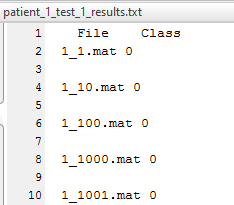 patient_1_test_1_results.txt
1 File Class
2 1_1.mat 0
3
4 1_10.mat 0
5
6 1_100.mat 0
7
8 1_1000.mat 0
9
10 1_1001.mat 0